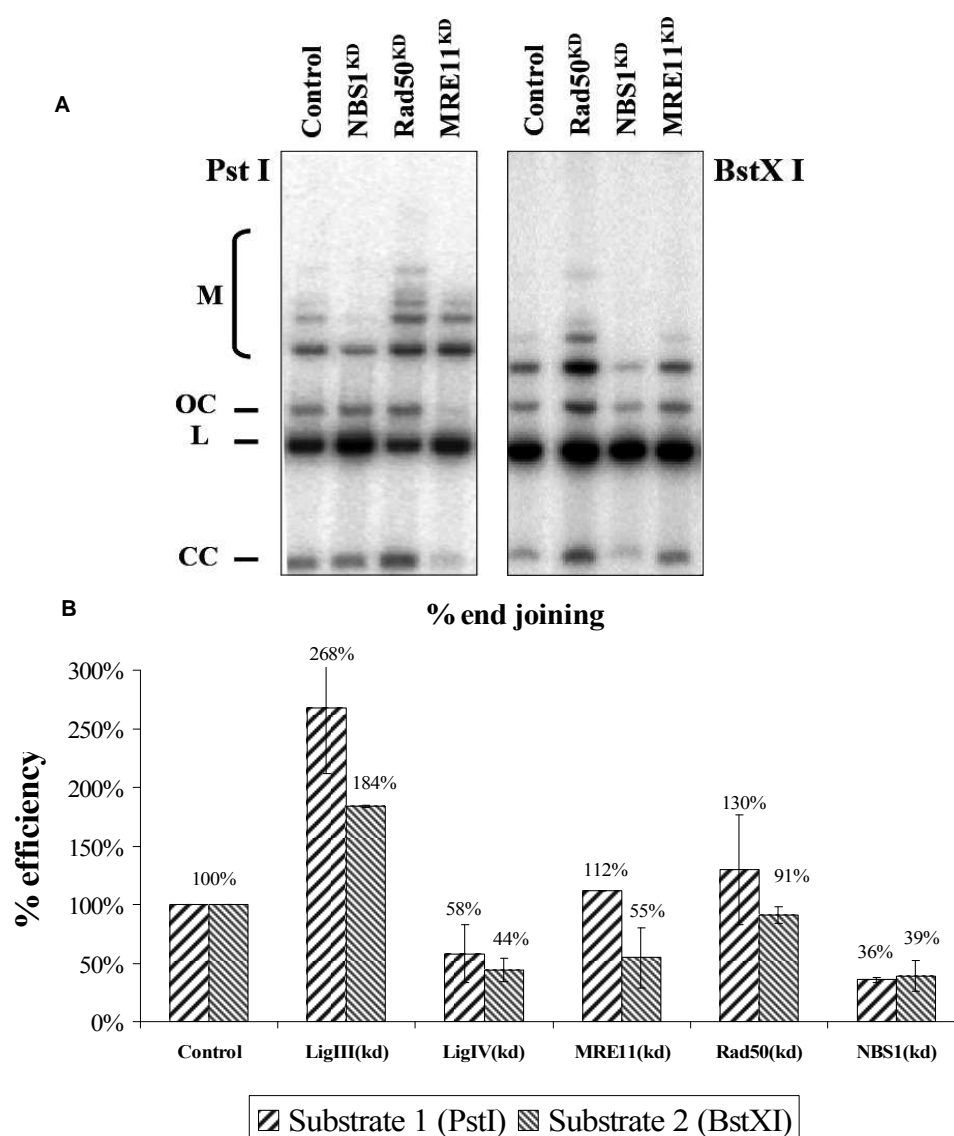 A
Control
NBS1KD
Rad50KD
MRE11KD
Control
Rad50KD
NBS1KD
MRE11KD
Pst I
BstX I
M
OC
L
CC
B
% end joining
% efficiency
300%
250%
200%
150%
100%
50%
0%
100%
268%
184%
58%
44%
112%
55%
130%
91%
36%
39%
Control
LigIII(kd)
LigIV(kd)
MRE11(kd)
Rad50(kd)
NBS1(kd)
Substrate 1 (PstI)
Substrate 2 (BstXI)